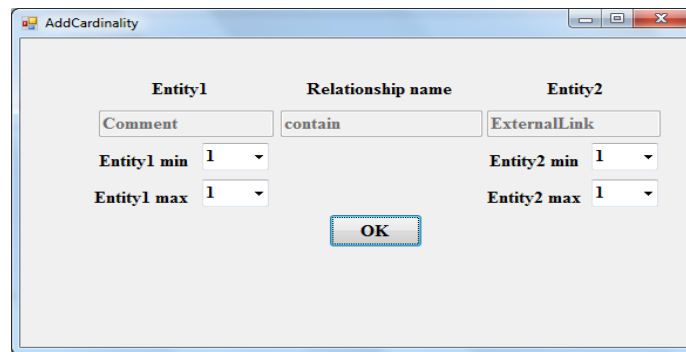 AddCardinality
Entity1 Relationship name Entity2
Comment contain ExternalLink
Entity1 min 1 Entity2 min 1
Entity1 max 1 Entity2 max 1
OK